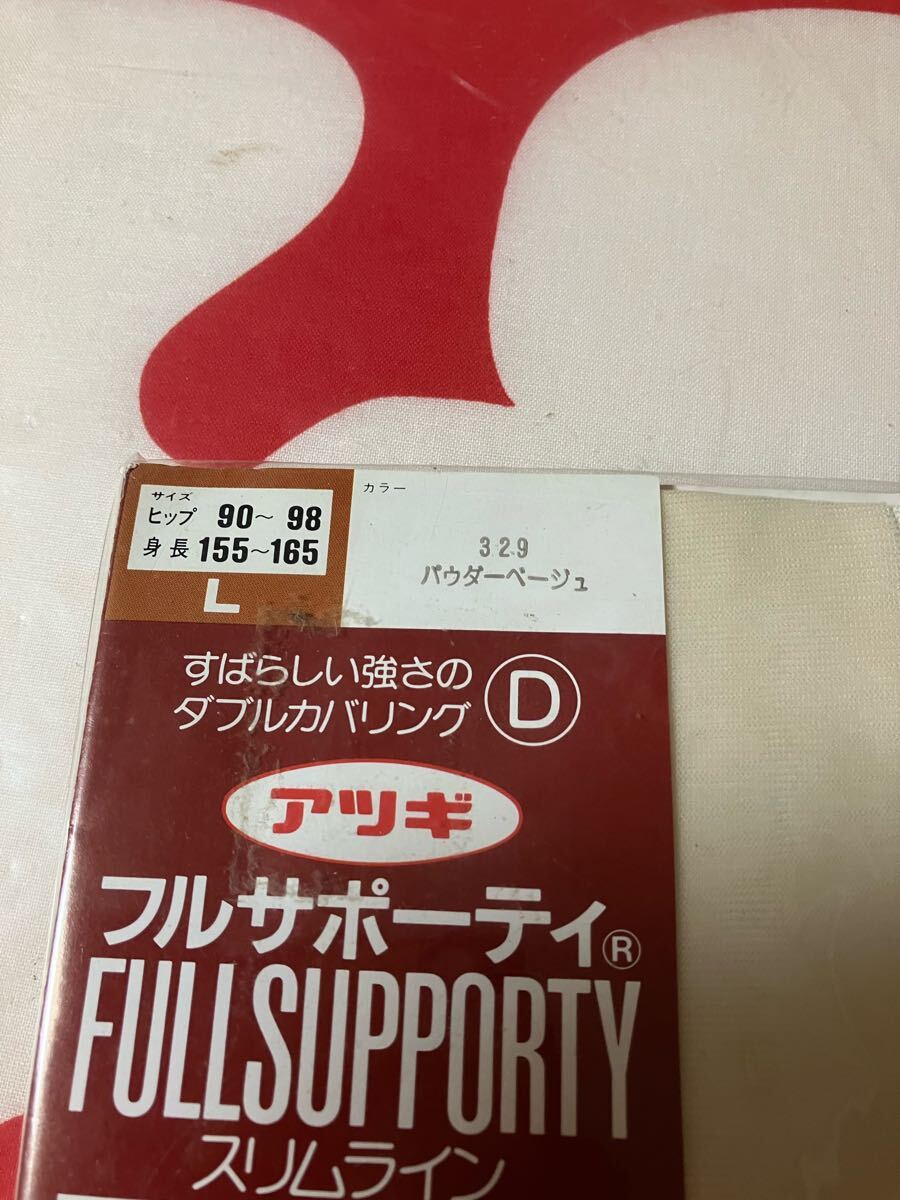 サイズ
ヒップ 90～98
身長 155～165
L
カラー
329
パウダーベージュ
すばらしい強さの
ダブルカバリング Ⓓ
アツギ
フルサポーティ®
FULLSUPPORTY
スリムライン